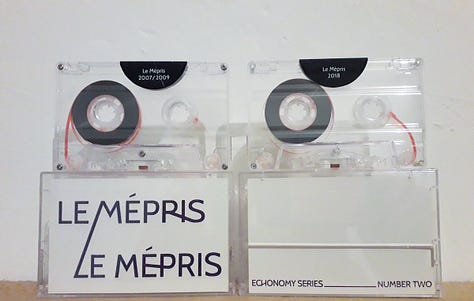 Le Mépris
2007/2009
Le Mépris
2018
LE MÉPRIS
LE MÉPRIS
ECHONOMY SERIES NUMBER TWO